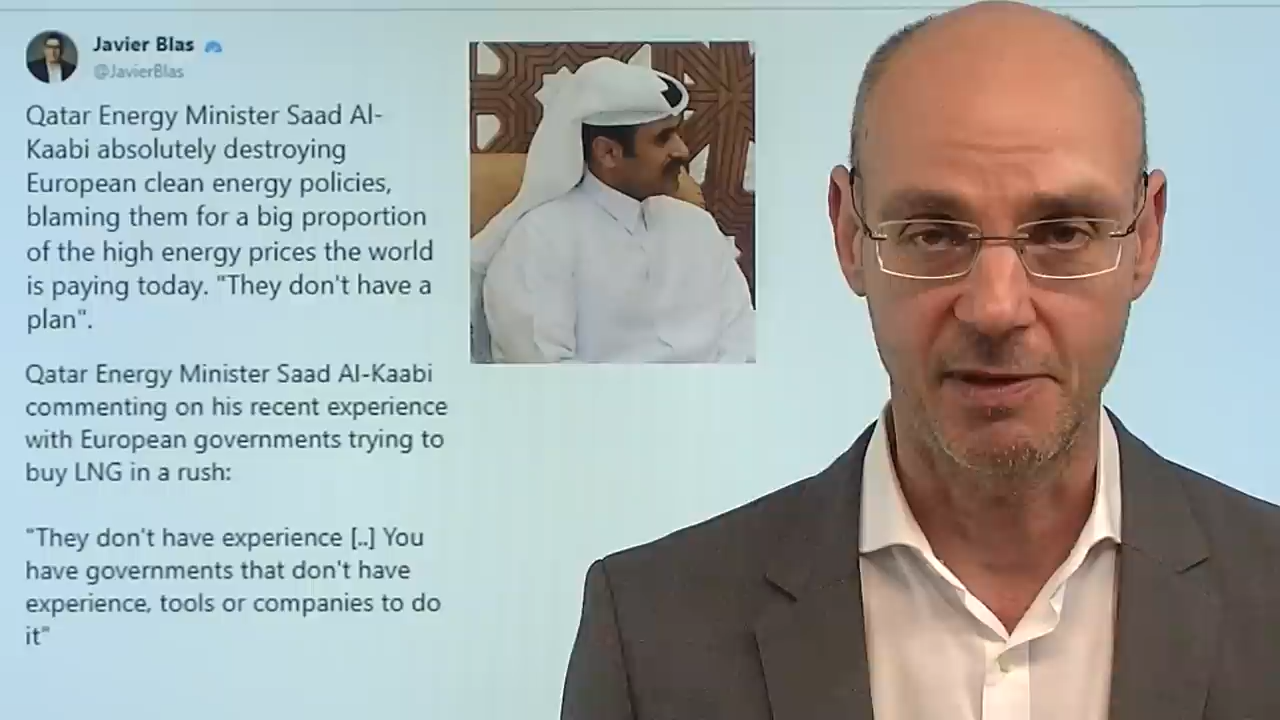 Javier Blas
@JavierBlas
Qatar Energy Minister Saad Al-
Kaabi absolutely destroying
European clean energy policies,
blaming them for a big proportion
of the high energy prices the world
is paying today. "They don't have a
plan".
Qatar Energy Minister Saad Al-Kaabi
commenting on his recent experience
with European governments trying to
buy LNG in a rush:
"They don't have experience [..] You
have governments that don't have
experience, tools or companies to do
it"